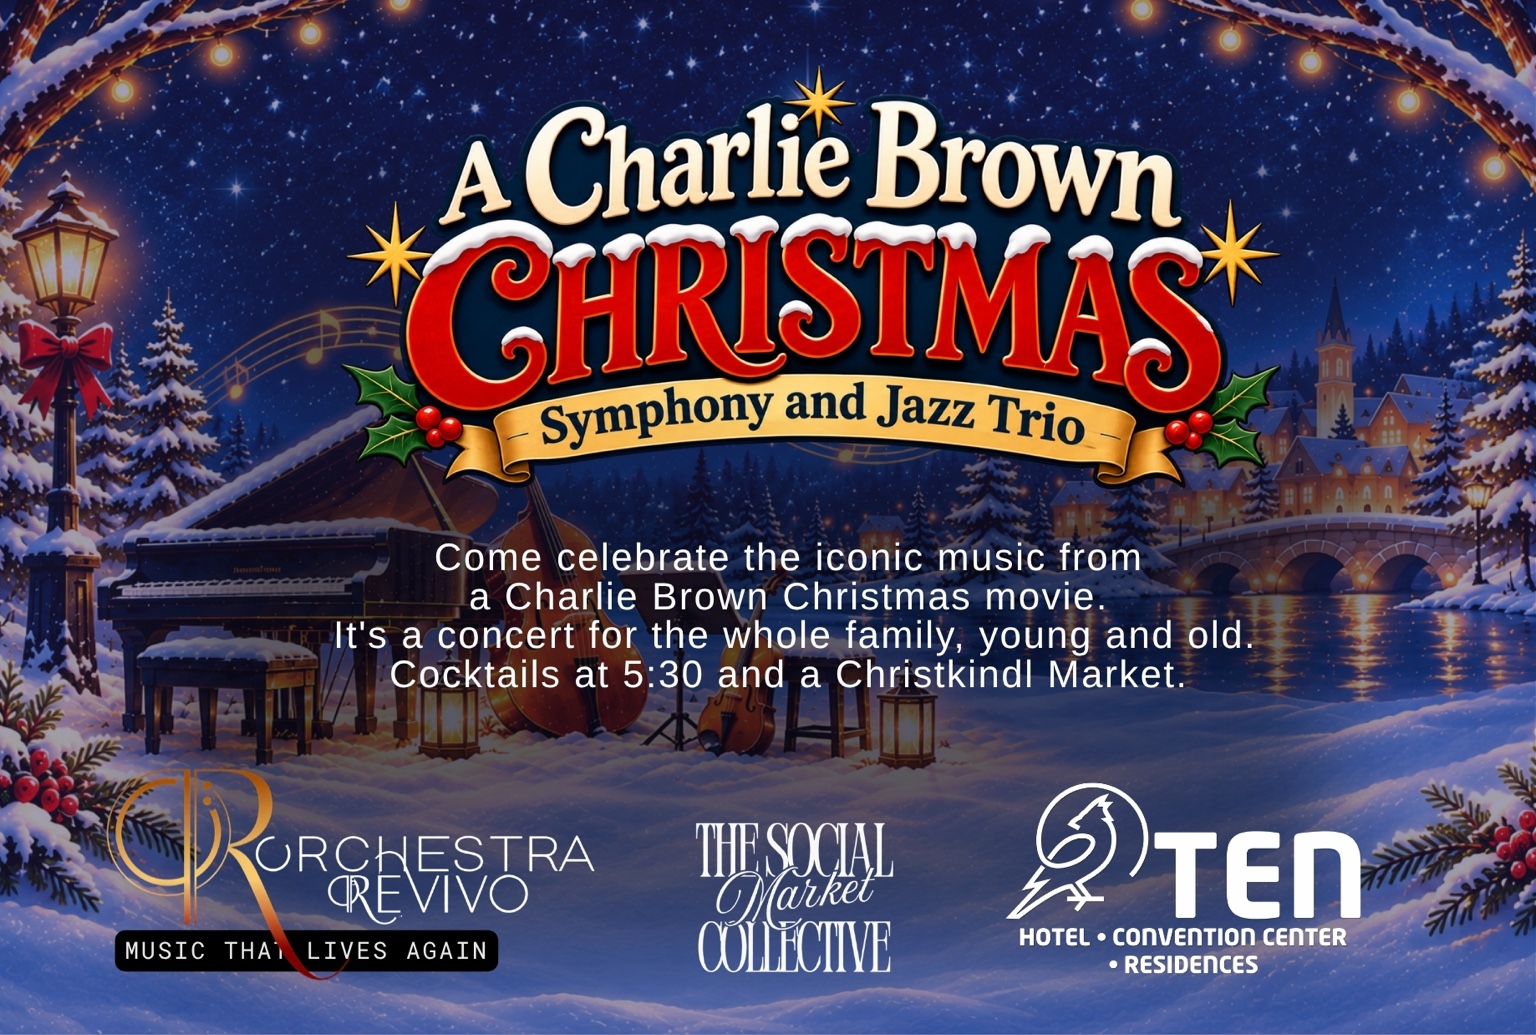 A Charlie Brown
CHRISTMAS
Symphony and Jazz Trio
Come celebrate the iconic music from
a Charlie Brown Christmas movie.
It's a concert for the whole family, young and old.
Cocktails at 5:30 and a Christkindl Market.
ORCHESTRA
REVIVO
MUSIC THAT LIVES AGAIN
THE SOCIAL
Market
COLLECTIVE
TEN
HOTEL • CONVENTION CENTER
• RESIDENCES